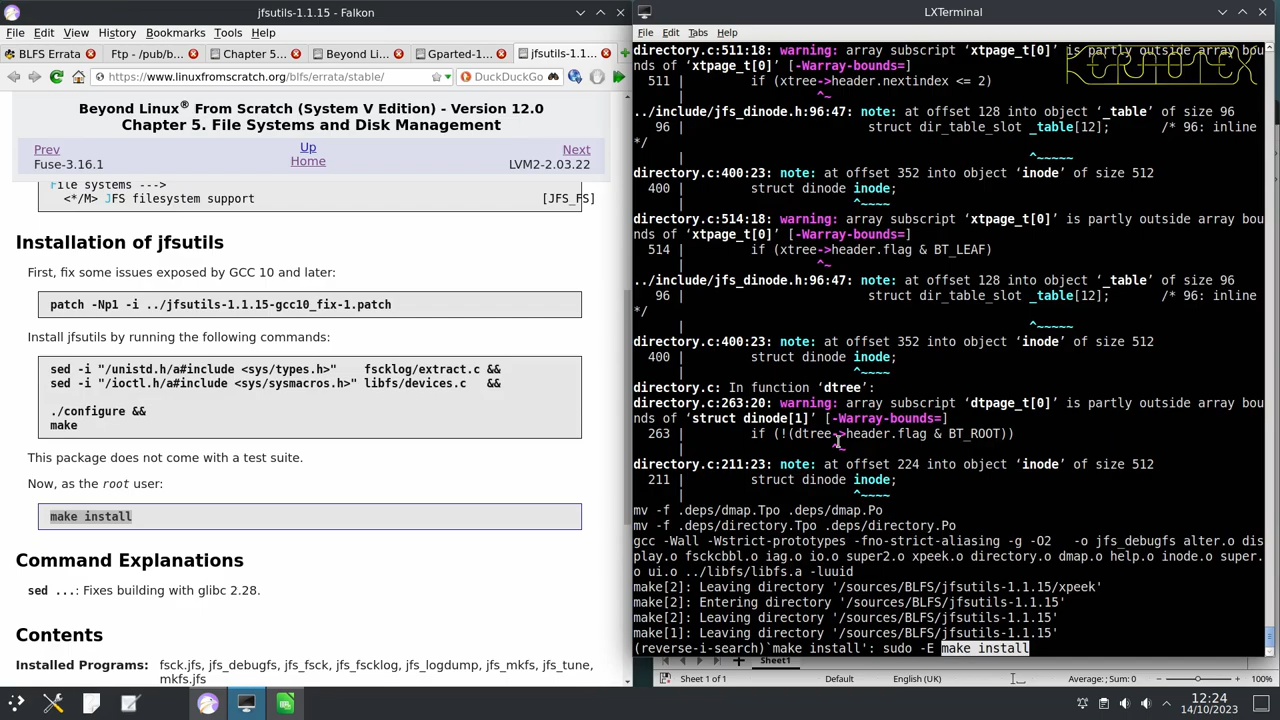 jfsutils-1.1.15 - Falkon
File Edit View History Bookmarks Tools Help
BLFS Errata
Ftp - /pub/b...
Chapter 5...
Beyond Li...
Gparted-1...
jfsutils-1.1...
https://www.linuxfromscratch.org/blfs/errata/stable/
DuckDuckGo
Beyond Linux® From Scratch (System V Edition) - Version 12.0
Chapter 5. File Systems and Disk Management
Prev Up Next
Fuse-3.16.1 Home LVM2-2.03.22
File systems --->
<*/M> JFS filesystem support [JFS_FS]
Installation of jfsutils
First, fix some issues exposed by GCC 10 and later:
patch -Np1 -i ../jfsutils-1.1.15-gcc10_fix-1.patch
Install jfsutils by running the following commands:
sed -i "/unistd.h/a#include <sys/types.h>" fscklog/extract.c &&
sed -i "/ioctl.h/a#include <sys/sysmacros.h>" libfs/devices.c &&
./configure &&
make
This package does not come with a test suite.
Now, as the root user:
make install
Command Explanations
sed ...: Fixes building with glibc 2.28.
Contents
Installed Programs: fsck.jfs, jfs_debugfs, jfs_fsck, jfs_fscklog, jfs_logdump, jfs_mkfs, jfs_tune,
mkfs.jfs
LXTerminal
File Edit Tabs Help
directory.c:511:18: warning: array subscript ‘xtpage_t[0]’ is partly outside array bou
nds of ‘xtpage_t[0]’ [-Warray-bounds=]
511 | if (xtree->header.nextindex <= 2)
| ^~
../include/jfs_dinode.h:96:47: note: at offset 128 into object ‘_table’ of size 96
96 | struct dir_table_slot _table[12]; /* 96: inline
*/
| ^~~~~~
directory.c:400:23: note: at offset 352 into object ‘inode’ of size 512
400 | struct dinode inode;
| ^~~~~
directory.c:514:18: warning: array subscript ‘xtpage_t[0]’ is partly outside array bou
nds of ‘xtpage_t[0]’ [-Warray-bounds=]
514 | if (xtree->header.flag & BT_LEAF)
| ^~
../include/jfs_dinode.h:96:47: note: at offset 128 into object ‘_table’ of size 96
96 | struct dir_table_slot _table[12]; /* 96: inline
*/
| ^~~~~~
directory.c:400:23: note: at offset 352 into object ‘inode’ of size 512
400 | struct dinode inode;
| ^~~~~
directory.c: In function ‘dtree’:
directory.c:263:20: warning: array subscript ‘dtpage_t[0]’ is partly outside array bou
nds of ‘struct dinode[1]’ [-Warray-bounds=]
263 | if (!(dtree->header.flag & BT_ROOT))
| ^~
directory.c:211:23: note: at offset 224 into object ‘inode’ of size 512
211 | struct dinode inode;
| ^~~~~
mv -f .deps/dmap.Tpo .deps/dmap.Po
mv -f .deps/directory.Tpo .deps/directory.Po
gcc -Wall -Wstrict-prototypes -fno-strict-aliasing -g -O2 -o jfs_debugfs alter.o dis
play.o fsckcbbl.o iag.o io.o super2.o xpeek.o directory.o dmap.o help.o inode.o super.
o ui.o ../libfs/libfs.a -luuid
make[2]: Leaving directory '/sources/BLFS/jfsutils-1.1.15/xpeek'
make[2]: Entering directory '/sources/BLFS/jfsutils-1.1.15'
make[2]: Leaving directory '/sources/BLFS/jfsutils-1.1.15'
make[1]: Leaving directory '/sources/BLFS/jfsutils-1.1.15'
(reverse-i-search)`make install': sudo -E make install
Sheet1
Sheet 1 of 1 Default English (UK) Average: ; Sum: 0 100%
12:24
14/10/2023